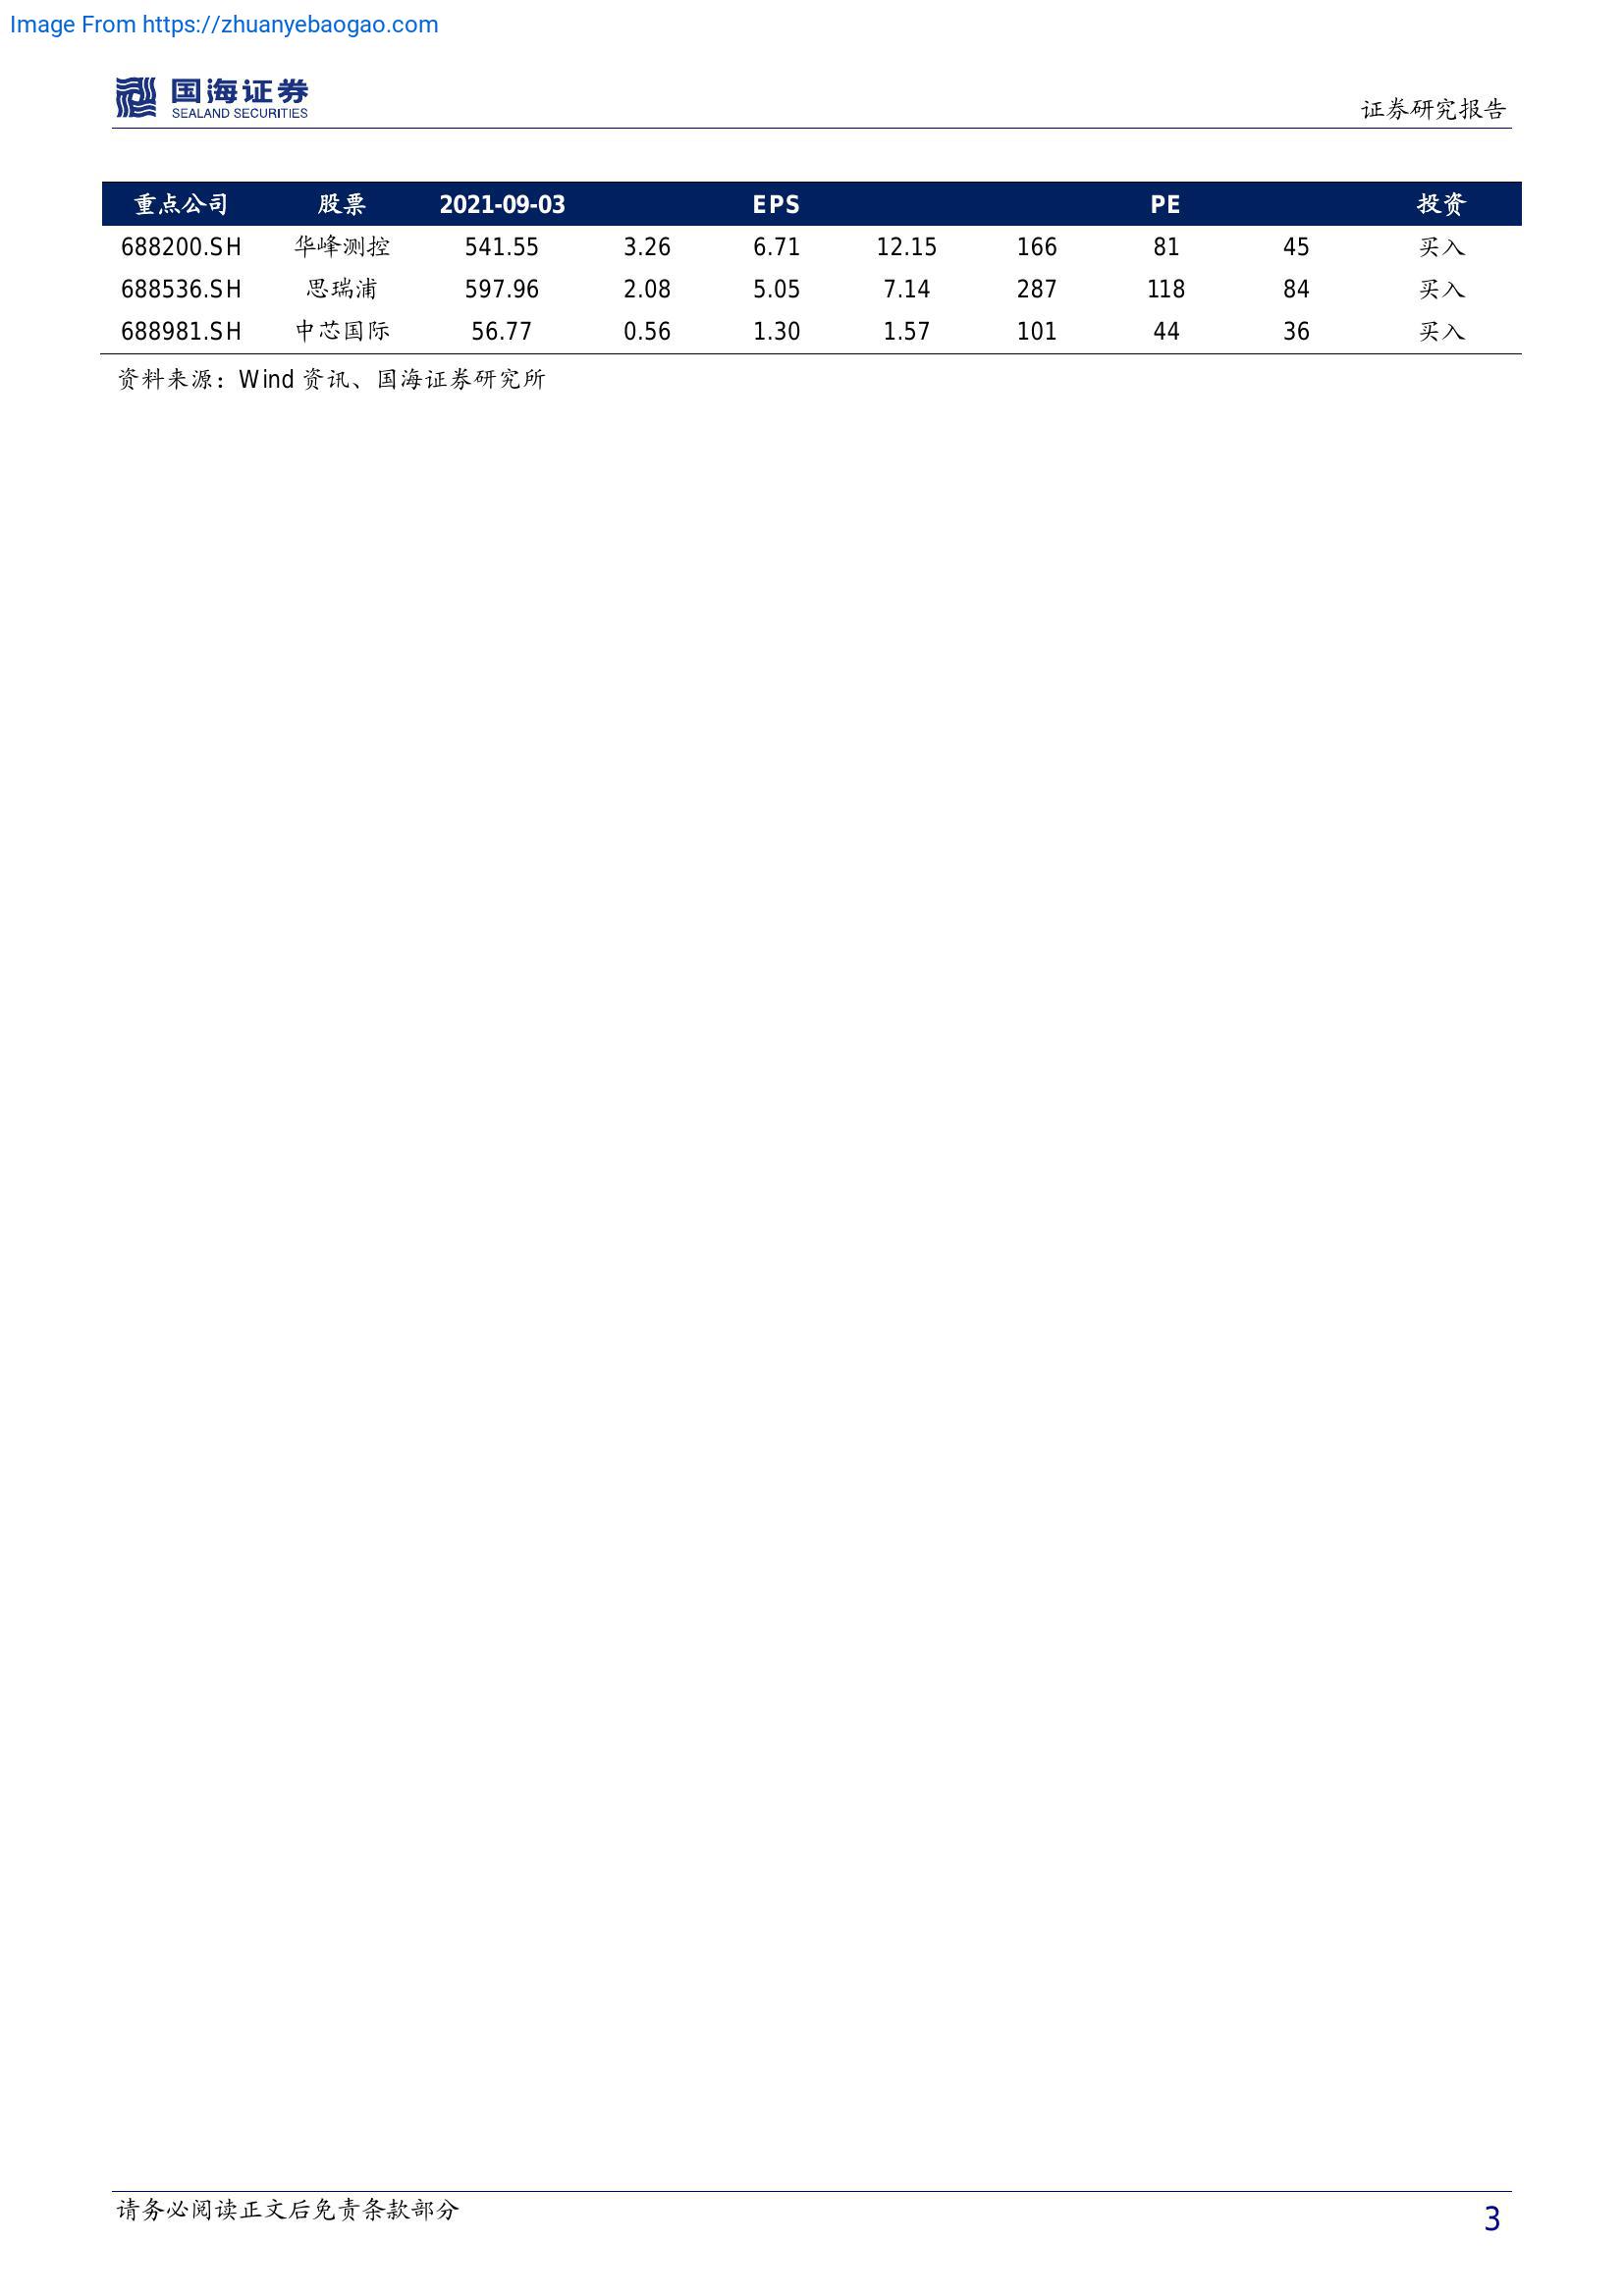 Image From https://zhuanyebaogao.com
国海证券
SEALAND SECURITIES
证券研究报告
重点公司 股票 2021-09-03 EPS PE 投资
688200.SH 华峰测控 541.55 3.26 6.71 12.15 166 81 45 买入
688536.SH 思瑞浦 597.96 2.08 5.05 7.14 287 118 84 买入
688981.SH 中芯国际 56.77 0.56 1.30 1.57 101 44 36 买入
资料来源：Wind 资讯、国海证券研究所
请务必阅读正文后免责条款部分
3